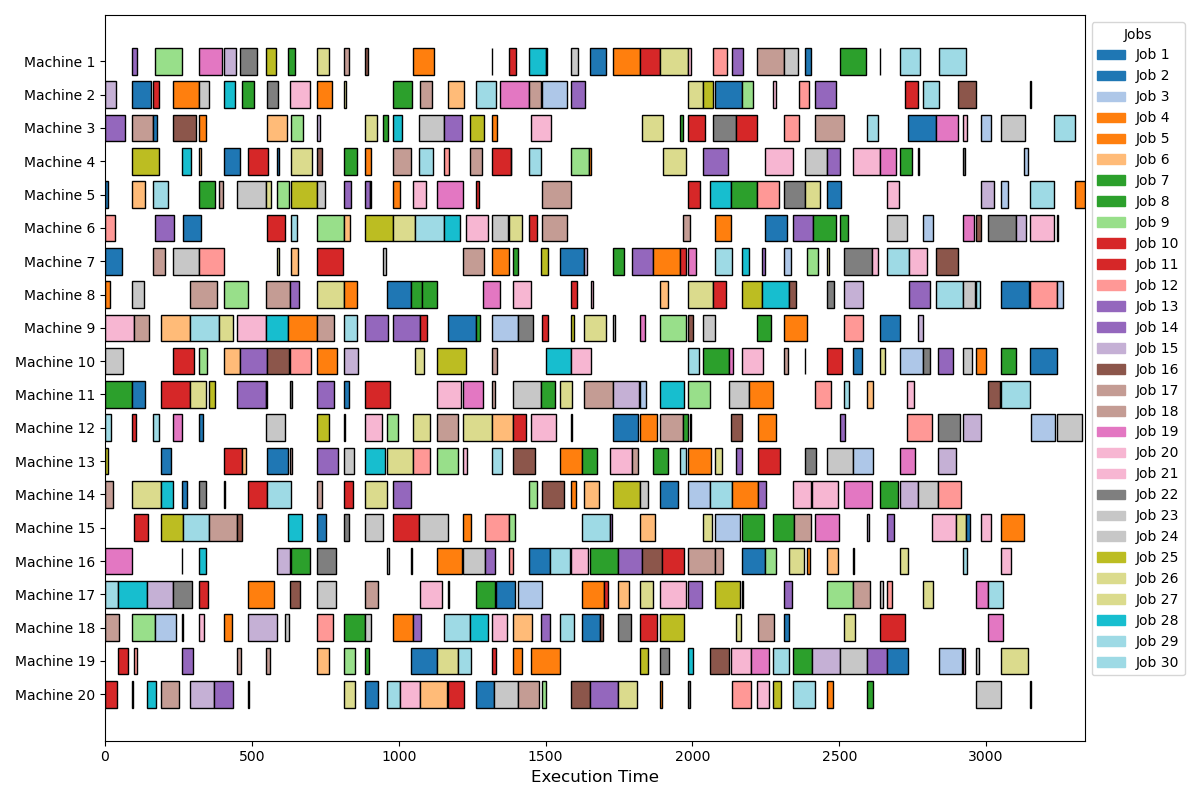 Machine 1
Machine 2
Machine 3
Machine 4
Machine 5
Machine 6
Machine 7
Machine 8
Machine 9
Machine 10
Machine 11
Machine 12
Machine 13
Machine 14
Machine 15
Machine 16
Machine 17
Machine 18
Machine 19
Machine 20
0 500 1000 1500 2000 2500 3000
Execution Time
Jobs
Job 1
Job 2
Job 3
Job 4
Job 5
Job 6
Job 7
Job 8
Job 9
Job 10
Job 11
Job 12
Job 13
Job 14
Job 15
Job 16
Job 17
Job 18
Job 19
Job 20
Job 21
Job 22
Job 23
Job 24
Job 25
Job 26
Job 27
Job 28
Job 29
Job 30